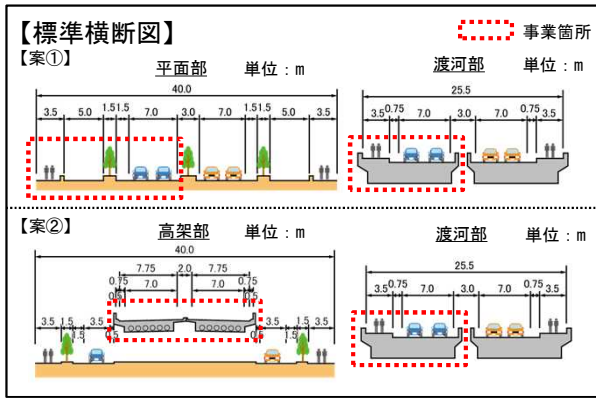 【標準横断図】
事業箇所
【案①】
平面部 単位：m
40.0
3.5 5.0 1.5 1.5 7.0 3.0 7.0 1.5 1.5 5.0 3.5
渡河部 単位：m
25.5
3.5 0.75 7.0 3.0 7.0 0.75 3.5
【案②】
高架部 単位：m
40.0
7.75 2.0 7.75
0.75 7.0 7.0 0.75
0.5 0.5
3.5 1.5 3.5 3.5 1.5 3.5
1.5 0.5 0.5 1.5
渡河部 単位：m
25.5
3.5 0.75 7.0 3.0 7.0 0.75 3.5